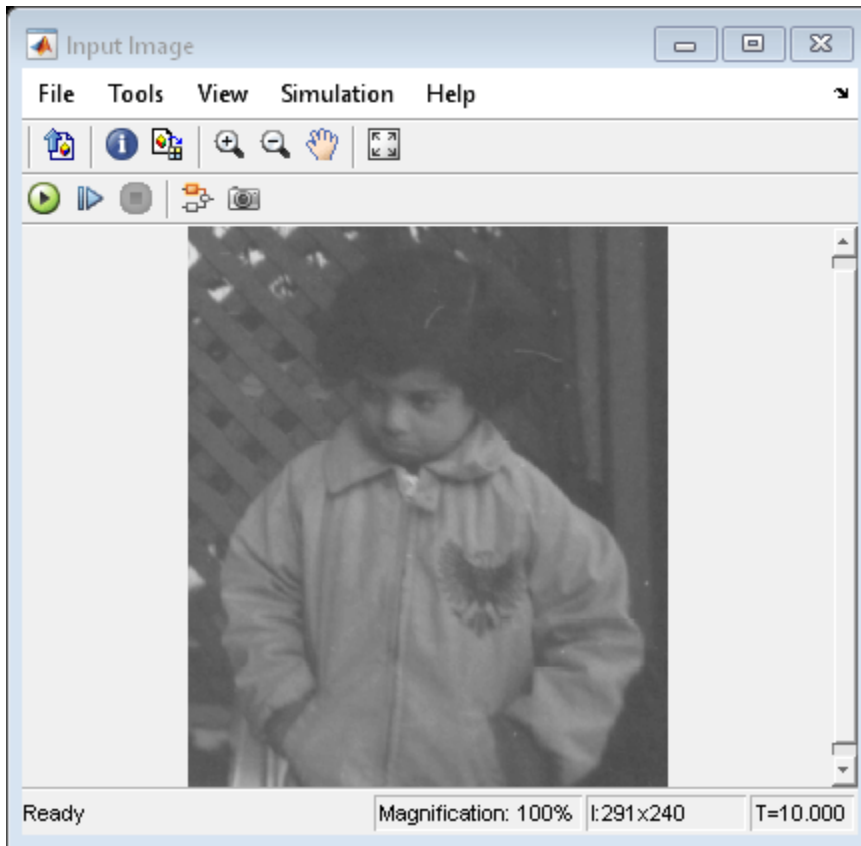 Input Image
File Tools View Simulation Help
Ready Magnification: 100% I:291x240 T=10.000